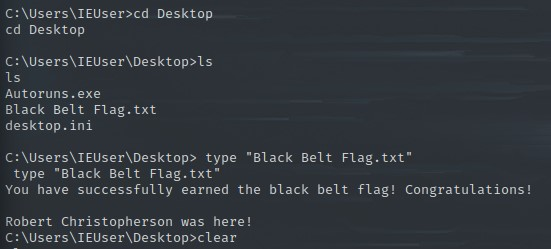 C:\Users\IEUser>cd Desktop
cd Desktop
C:\Users\IEUser\Desktop>ls
ls
Autoruns.exe
Black Belt Flag.txt
desktop.ini
C:\Users\IEUser\Desktop> type "Black Belt Flag.txt"
type "Black Belt Flag.txt"
You have successfully earned the black belt flag! Congratulations!
Robert Christopherson was here!
C:\Users\IEUser\Desktop>clear